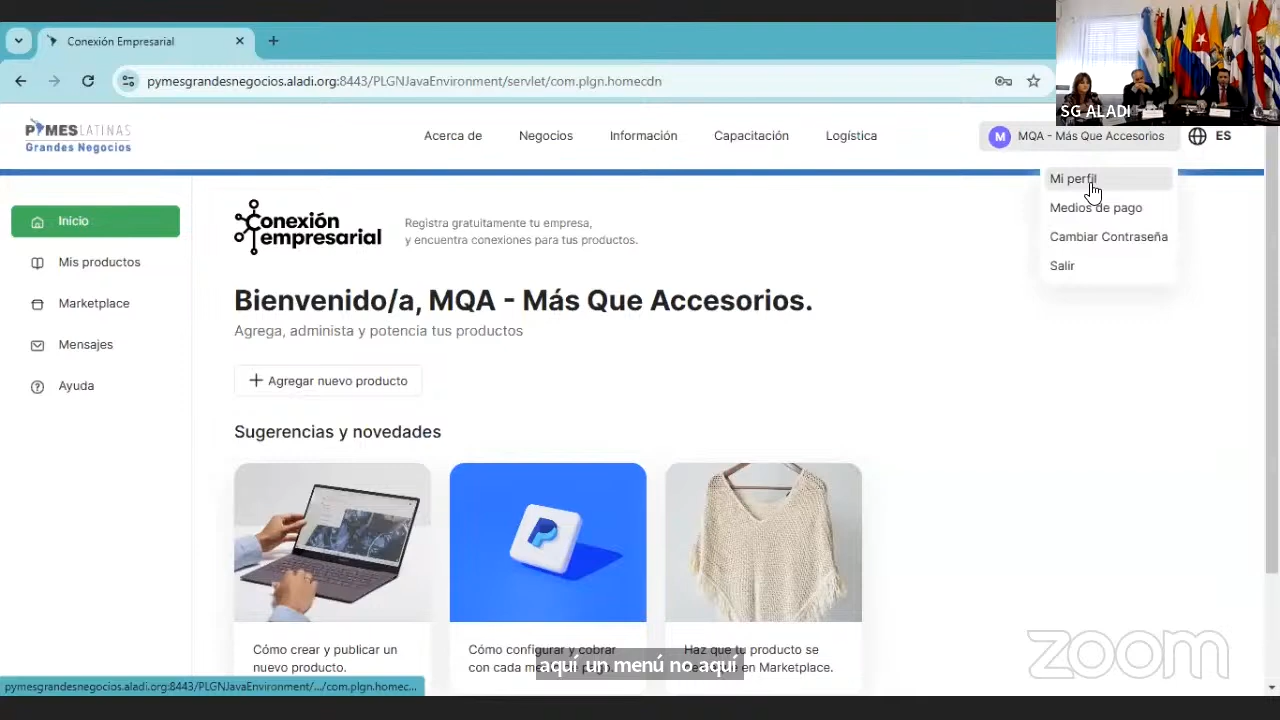 Conexión Empresarial
pymesgrandesnegocios.aladi.org:8443/PLGNJavaEnvironment/servlet/com.plgn.homecdn
SG ALADI
PYMESLATINAS
Grandes Negocios
Acerca de
Negocios
Información
Capacitación
Logística
M
MQA - Más Que Accesorios
ES
Mi perfil
Medios de pago
Cambiar Contraseña
Salir
Inicio
Mis productos
Marketplace
Mensajes
Ayuda
Conexión
empresarial
Registra gratuitamente tu empresa,
y encuentra conexiones para tus productos.
Bienvenido/a, MQA - Más Que Accesorios.
Agrega, administa y potencia tus productos
+ Agregar nuevo producto
Sugerencias y novedades
Cómo crear y publicar un
nuevo producto.
Cómo configurar y cobrar
con cada
pago.
Haz que tu producto se
Marketplace.
aquí un menú no aquí
zoom
pymesgrandesnegocios.aladi.org:8443/PLGNJavaEnvironment/.../com.plgn.homec...